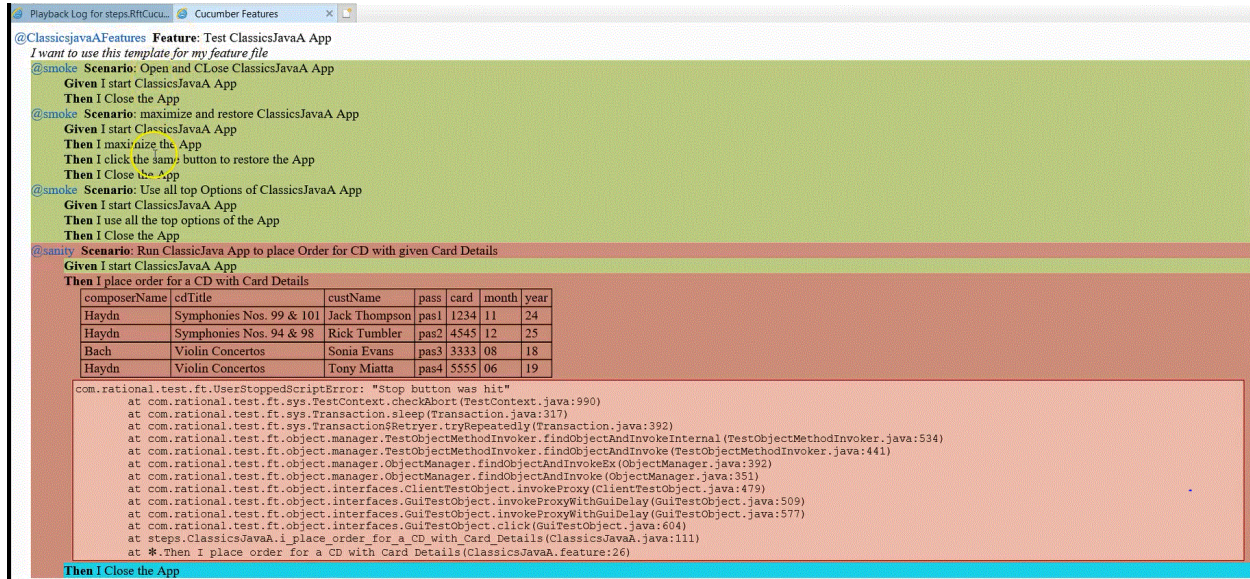 Playback Log for steps.RftCucu... Cucumber Features
@ClassicsjavaAFeatures Feature: Test ClassicsJavaA App
I want to use this template for my feature file
@smoke Scenario: Open and CLose ClassicsJavaA App
Given I start ClassicsJavaA App
Then I Close the App
@smoke Scenario: maximize and restore ClassicsJavaA App
Given I start ClassicsJavaA App
Then I maximize the App
Then I click the same button to restore the App
Then I Close the App
@smoke Scenario: Use all top Options of ClassicsJavaA App
Given I start ClassicsJavaA App
Then I use all the top options of the App
Then I Close the App
@sanity Scenario: Run ClassicJava App to place Order for CD with given Card Details
Given I start ClassicsJavaA App
Then I place order for a CD with Card Details
composerName cdTitle custName pass card month year
Haydn Symphonies Nos. 99 & 101 Jack Thompson pas1 1234 11 24
Haydn Symphonies Nos. 94 & 98 Rick Tumbler pas2 4545 12 25
Bach Violin Concertos Sonia Evans pas3 3333 08 18
Haydn Violin Concertos Tony Miatta pas4 5555 06 19
com.rational.test.ft.UserStoppedScriptError: "Stop button was hit"
at com.rational.test.ft.sys.TestContext.checkAbort(TestContext.java:990)
at com.rational.test.ft.sys.Transaction.sleep(Transaction.java:317)
at com.rational.test.ft.sys.Transaction$Retryer.tryRepeatedly(Transaction.java:392)
at com.rational.test.ft.object.manager.TestObjectMethodInvoker.findObjectAndInvokeInternal(TestObjectMethodInvoker.java:534)
at com.rational.test.ft.object.manager.TestObjectMethodInvoker.findObjectAndInvoke(TestObjectMethodInvoker.java:441)
at com.rational.test.ft.object.manager.ObjectManager.findObjectAndInvokeEx(ObjectManager.java:392)
at com.rational.test.ft.object.manager.ObjectManager.findObjectAndInvoke(ObjectManager.java:351)
at com.rational.test.ft.object.interfaces.ClientTestObject.invokeProxy(ClientTestObject.java:479)
at com.rational.test.ft.object.interfaces.GuiTestObject.invokeProxyWithGuiDelay(GuiTestObject.java:509)
at com.rational.test.ft.object.interfaces.GuiTestObject.invokeProxyWithGuiDelay(GuiTestObject.java:577)
at com.rational.test.ft.object.interfaces.GuiTestObject.click(GuiTestObject.java:604)
at steps.ClassicsJavaA.i_place_order_for_a_CD_with_Card_Details(ClassicsJavaA.java:111)
at ✻.Then I place order for a CD with Card Details(ClassicsJavaA.feature:26)
Then I Close the App